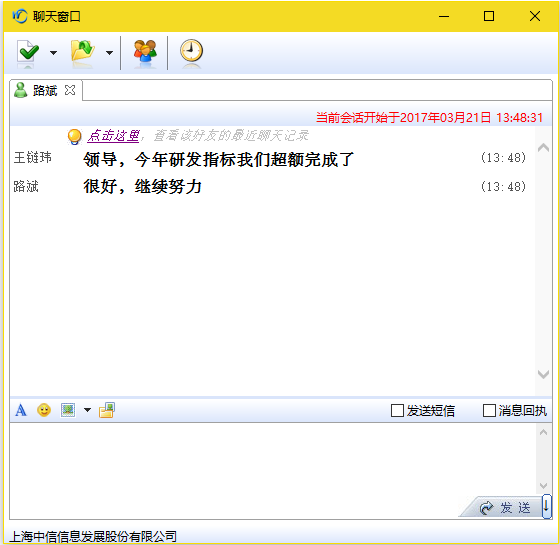 聊天窗口
路斌
当前会话开始于2017年03月21日 13:48:31
点击这里，查看该好友的最近聊天记录
王链玮 领导，今年研发指标我们超额完成了 (13:48)
路斌 很好，继续努力 (13:48)
A 发送短信 消息回执
发 送
上海中信信息发展股份有限公司